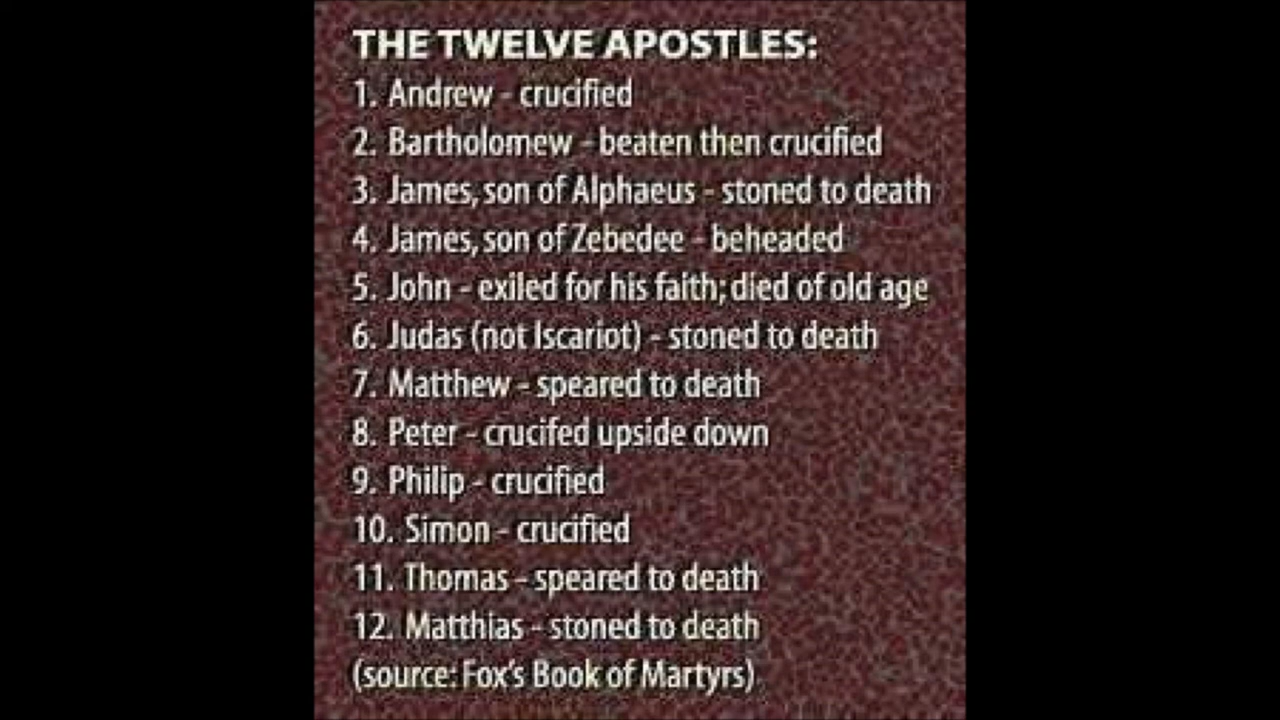 THE TWELVE APOSTLES:
1. Andrew - crucified
2. Bartholomew - beaten then crucified
3. James, son of Alphaeus - stoned to death
4. James, son of Zebedee - beheaded
5. John - exiled for his faith; died of old age
6. Judas (not Iscariot) - stoned to death
7. Matthew - speared to death
8. Peter - crucifed upside down
9. Philip - crucified
10. Simon - crucified
11. Thomas - speared to death
12. Matthias - stoned to death
(source: Fox's Book of Martyrs)